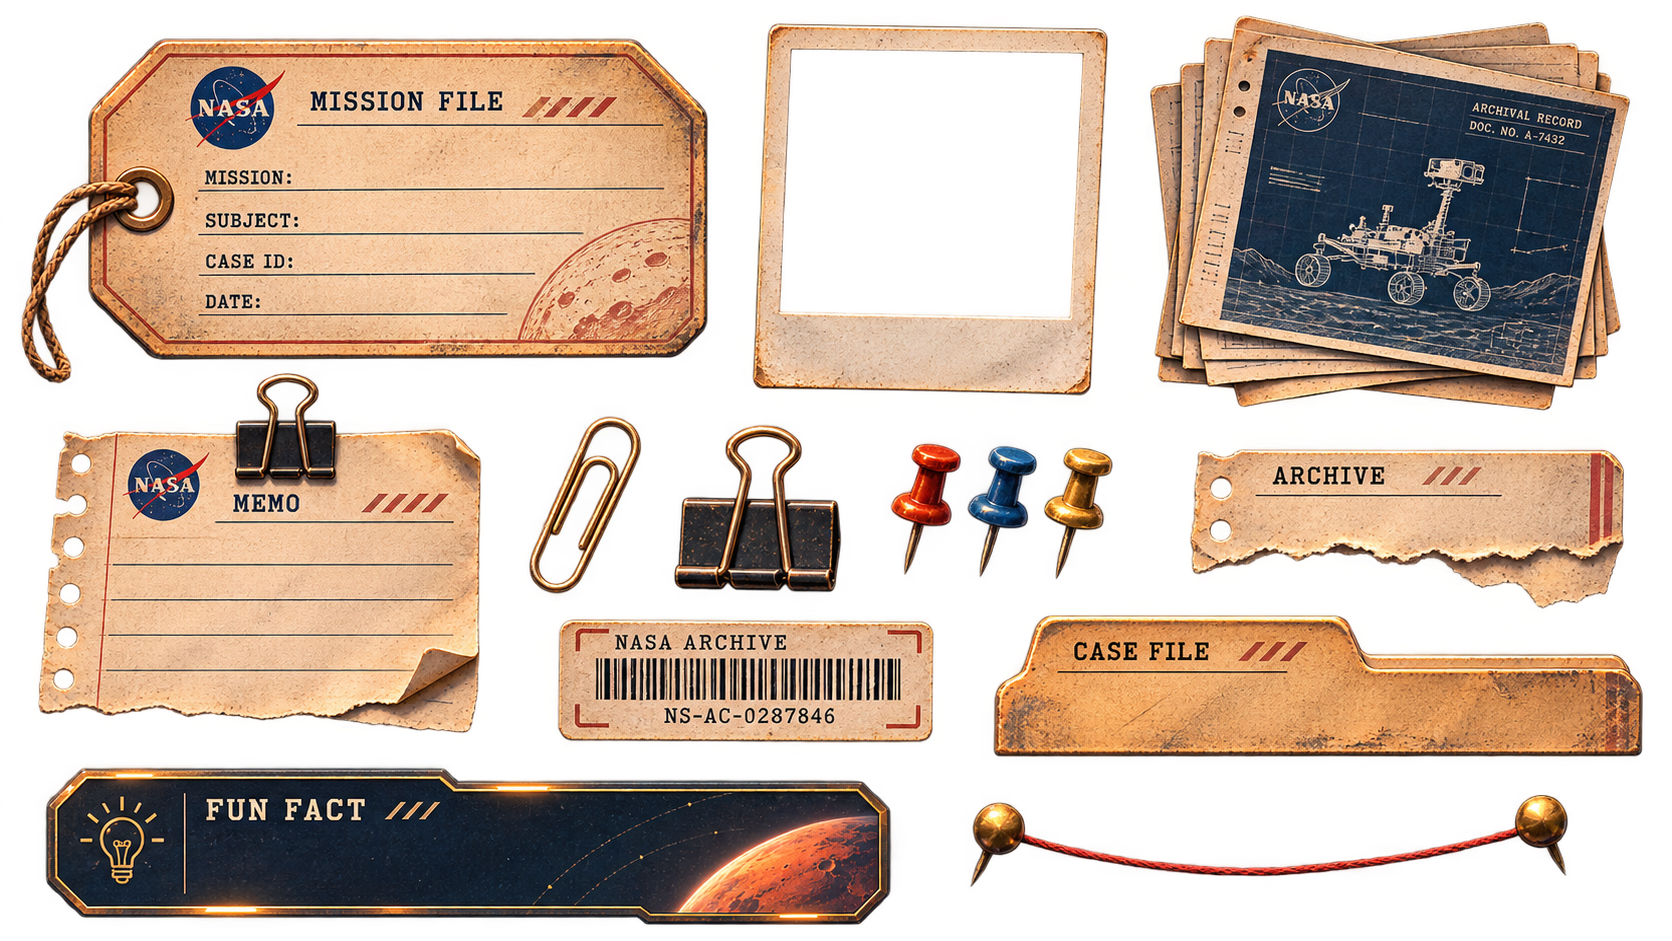 NASA
MISSION FILE
MISSION:
SUBJECT:
CASE ID:
DATE:
NASA
ARCHIVAL RECORD
DOC. NO. A-7432
NASA
MEMO
ARCHIVE
NASA ARCHIVE
NS-AC-0287846
CASE FILE
FUN FACT